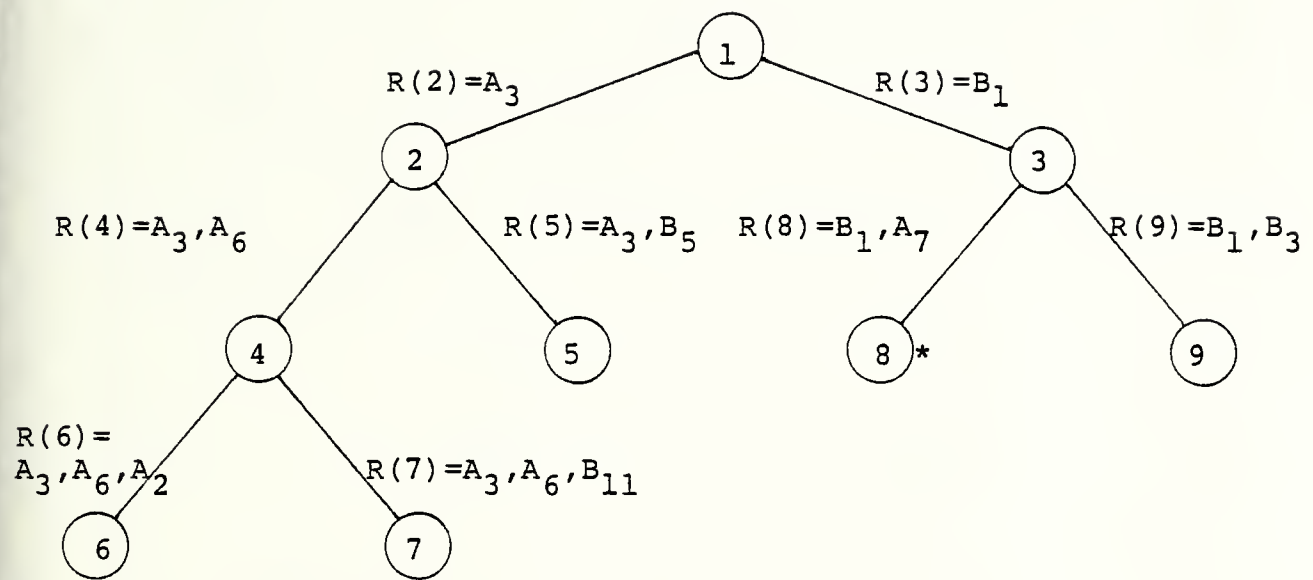 1
R(2)=A3
R(3)=B1
2
3
R(4)=A3,A6
R(5)=A3,B5
R(8)=B1,A7
R(9)=B1,B3
4
5
8*
9
R(6)=
A3,A6,A2
R(7)=A3,A6,B11
6
7